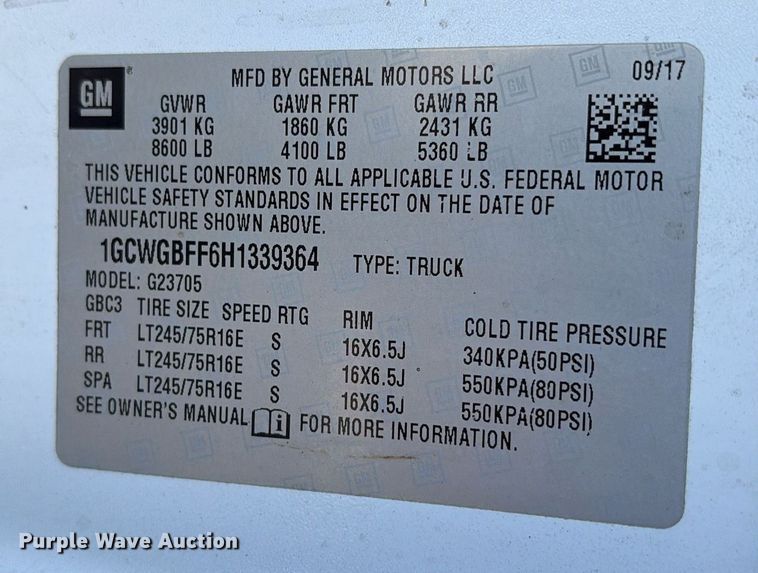 GM
MFD BY GENERAL MOTORS LLC 09/17
GVWR GAWR FRT GAWR RR
3901 KG 1860 KG 2431 KG
8600 LB 4100 LB 5360 LB
THIS VEHICLE CONFORMS TO ALL APPLICABLE U.S. FEDERAL MOTOR
VEHICLE SAFETY STANDARDS IN EFFECT ON THE DATE OF
MANUFACTURE SHOWN ABOVE.
1GCWGBFF6H1339364 TYPE: TRUCK
MODEL: G23705
GBC3 TIRE SIZE SPEED RTG RIM COLD TIRE PRESSURE
FRT LT245/75R16E S 16X6.5J 340KPA(50PSI)
RR LT245/75R16E S 16X6.5J 550KPA(80PSI)
SPA LT245/75R16E S 16X6.5J 550KPA(80PSI)
SEE OWNER'S MANUAL i FOR MORE INFORMATION.
Purple Wave Auction